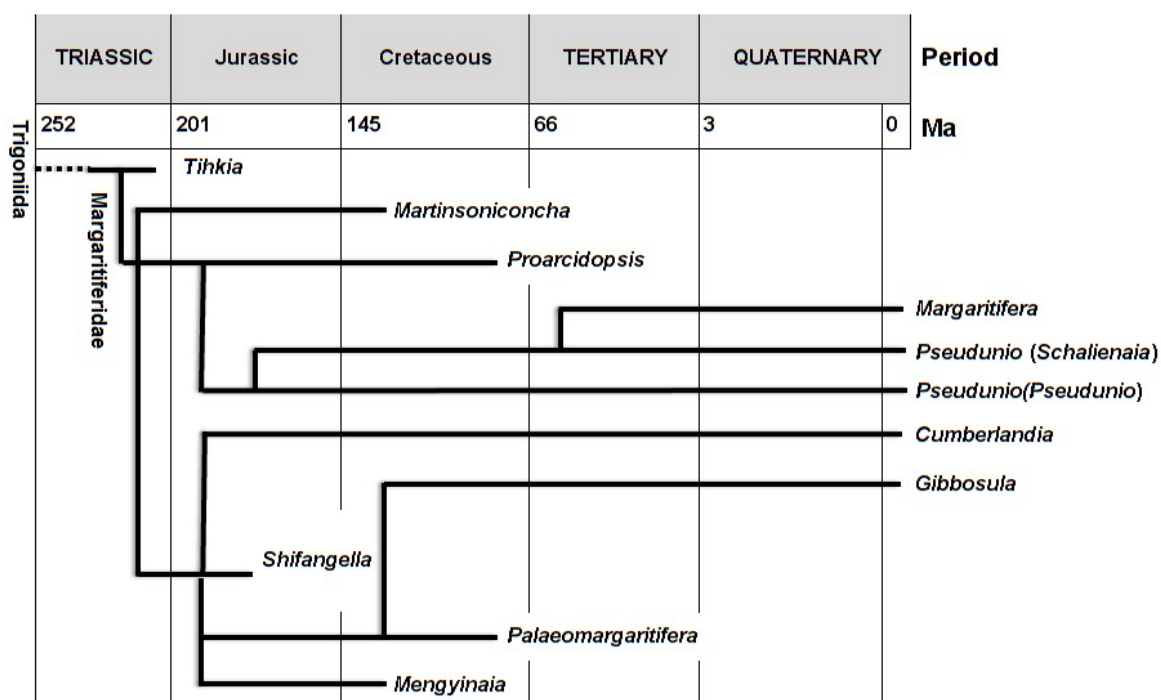 TRIASSIC Jurassic Cretaceous TERTIARY QUATERNARY Period
252 201 145 66 3 0 Ma
Trigoniida
Tihkia
Margaritiferidae
Martinsoniconcha
Proarcidopsis
Margaritifera
Pseudunio (Schalienaia)
Pseudunio(Pseudunio)
Cumberlandia
Gibbosula
Shifangella
Palaeomargaritifera
Mengyinaia